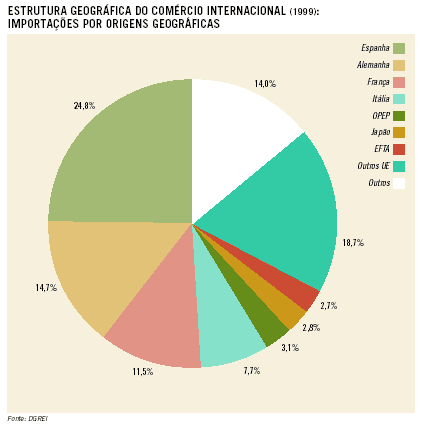 ESTRUTURA GEOGRÁFICA DO COMÉRCIO INTERNACIONAL (1999):
IMPORTAÇÕES POR ORIGENS GEOGRÁFICAS
Espanha
Alemanha
França
Itália
OPEP
Japão
EFTA
Outros UE
Outros
14,0%
24,8%
18,7%
14,7%
2,7%
2,8%
3,1%
11,5%
7,7%
Fonte: DGREI